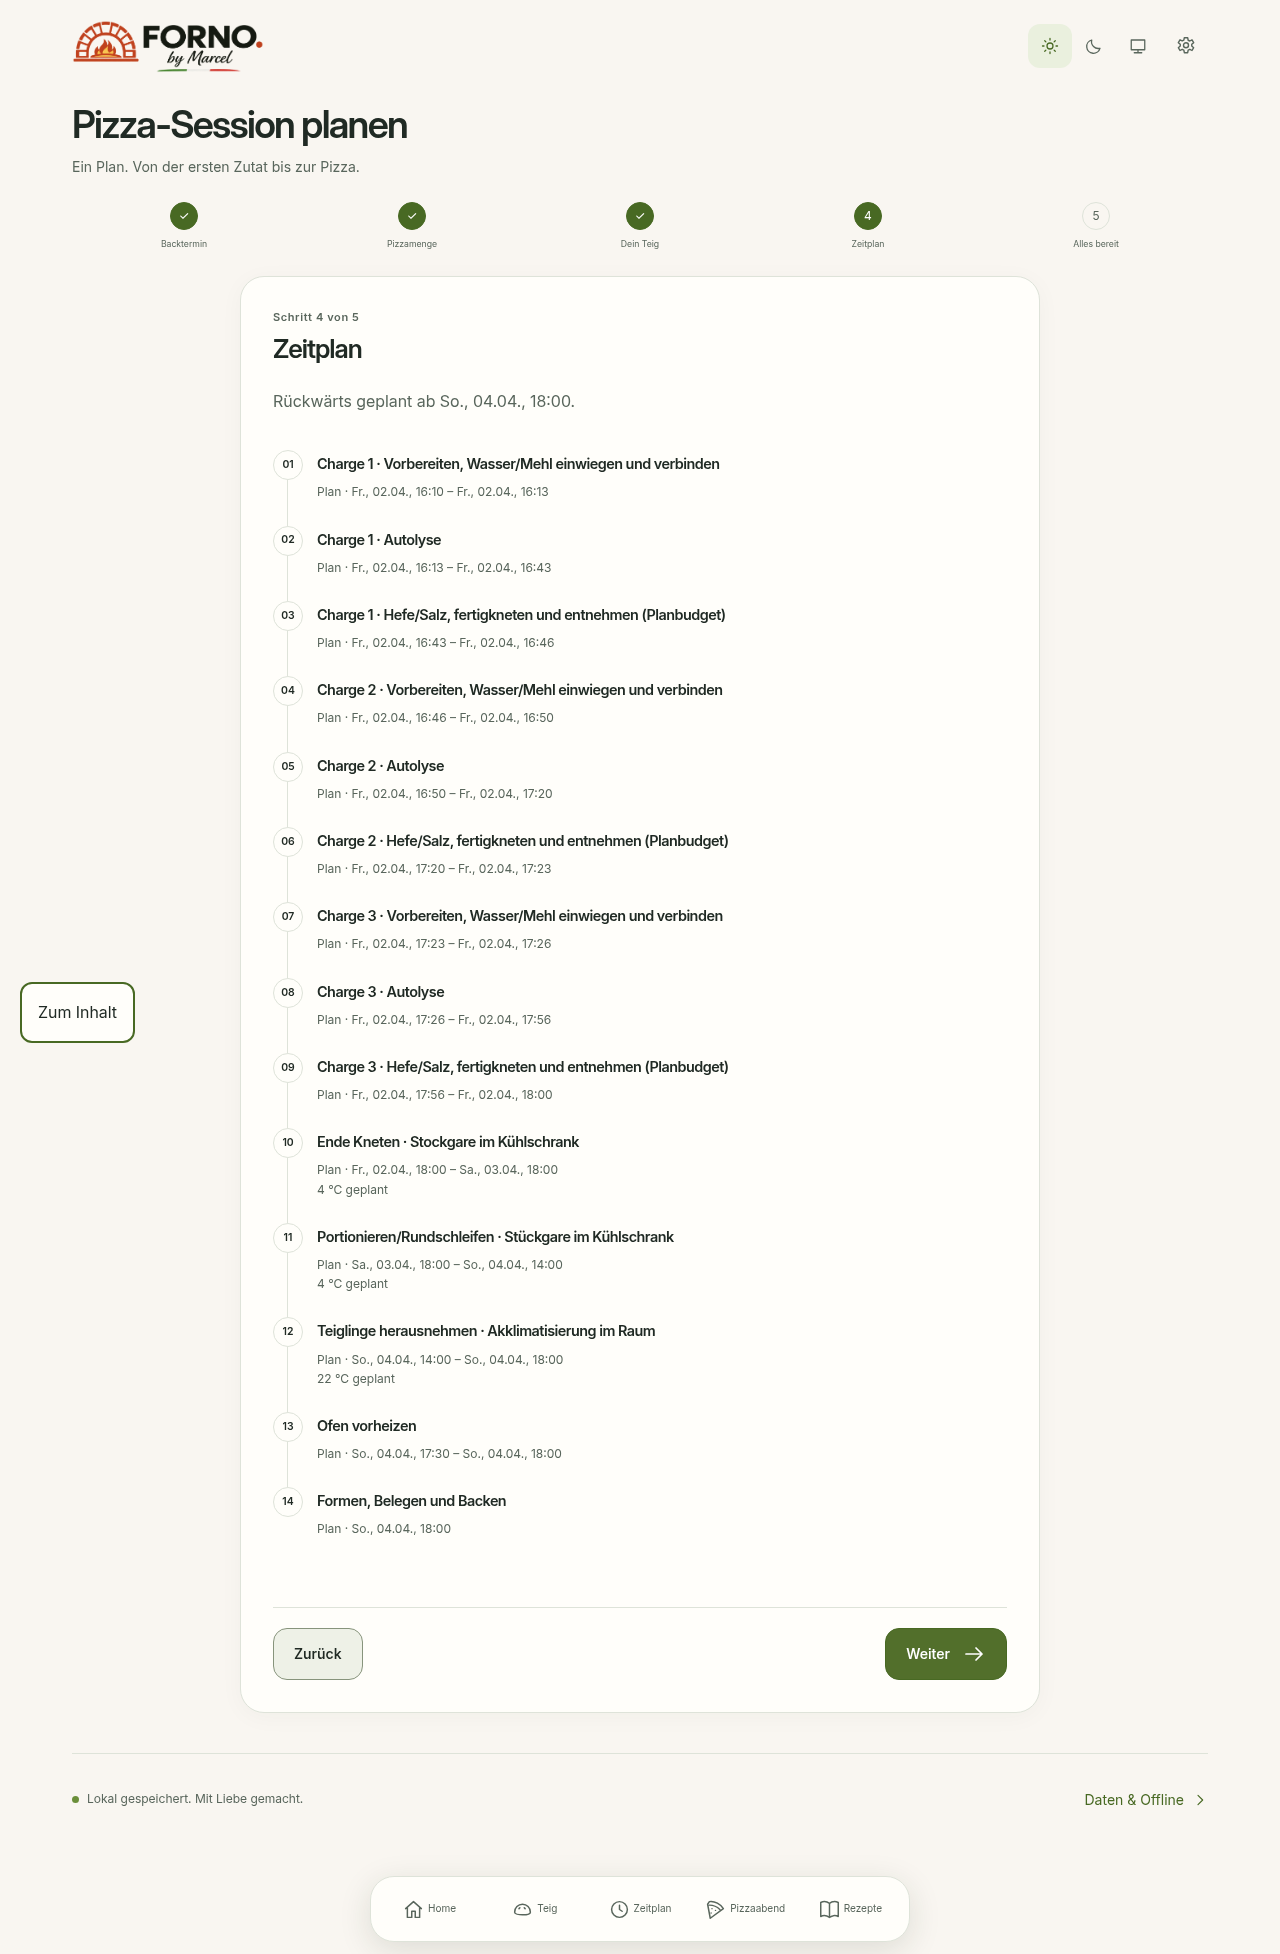 FORNO.
by Marcel
Pizza-Session planen
Ein Plan. Von der ersten Zutat bis zur Pizza.
Backtermin
Pizzamenge
Dein Teig
4
Zeitplan
5
Alles bereit
Schritt 4 von 5
Zeitplan
Rückwärts geplant ab So., 04.04., 18:00.
01
Charge 1 · Vorbereiten, Wasser/Mehl einwiegen und verbinden
Plan · Fr., 02.04., 16:10 – Fr., 02.04., 16:13
02
Charge 1 · Autolyse
Plan · Fr., 02.04., 16:13 – Fr., 02.04., 16:43
03
Charge 1 · Hefe/Salz, fertigkneten und entnehmen (Planbudget)
Plan · Fr., 02.04., 16:43 – Fr., 02.04., 16:46
04
Charge 2 · Vorbereiten, Wasser/Mehl einwiegen und verbinden
Plan · Fr., 02.04., 16:46 – Fr., 02.04., 16:50
05
Charge 2 · Autolyse
Plan · Fr., 02.04., 16:50 – Fr., 02.04., 17:20
06
Charge 2 · Hefe/Salz, fertigkneten und entnehmen (Planbudget)
Plan · Fr., 02.04., 17:20 – Fr., 02.04., 17:23
07
Charge 3 · Vorbereiten, Wasser/Mehl einwiegen und verbinden
Plan · Fr., 02.04., 17:23 – Fr., 02.04., 17:26
08
Charge 3 · Autolyse
Plan · Fr., 02.04., 17:26 – Fr., 02.04., 17:56
Zum Inhalt
09
Charge 3 · Hefe/Salz, fertigkneten und entnehmen (Planbudget)
Plan · Fr., 02.04., 17:56 – Fr., 02.04., 18:00
10
Ende Kneten · Stockgare im Kühlschrank
Plan · Fr., 02.04., 18:00 – Sa., 03.04., 18:00
4 °C geplant
11
Portionieren/Rundschleifen · Stückgare im Kühlschrank
Plan · Sa., 03.04., 18:00 – So., 04.04., 14:00
4 °C geplant
12
Teiglinge herausnehmen · Akklimatisierung im Raum
Plan · So., 04.04., 14:00 – So., 04.04., 18:00
22 °C geplant
13
Ofen vorheizen
Plan · So., 04.04., 17:30 – So., 04.04., 18:00
14
Formen, Belegen und Backen
Plan · So., 04.04., 18:00
Zurück
Weiter
Lokal gespeichert. Mit Liebe gemacht.
Daten & Offline
Home
Teig
Zeitplan
Pizzaabend
Rezepte